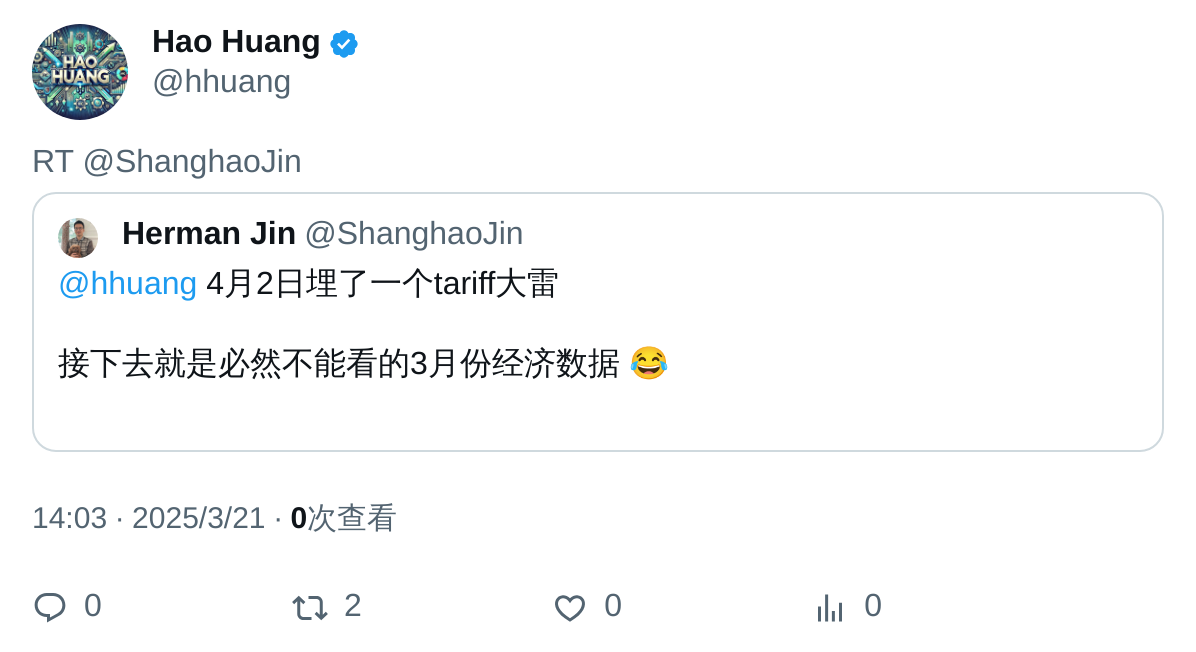 HAO
HUANG
Hao Huang
@hhuang
RT @ShanghaoJin
Herman Jin @ShanghaoJin
@hhuang 4月2日埋了一个tariff大雷
接下去就是必然不能看的3月份经济数据 😂
14:03 · 2025/3/21 · 0次查看
0 2 0 0